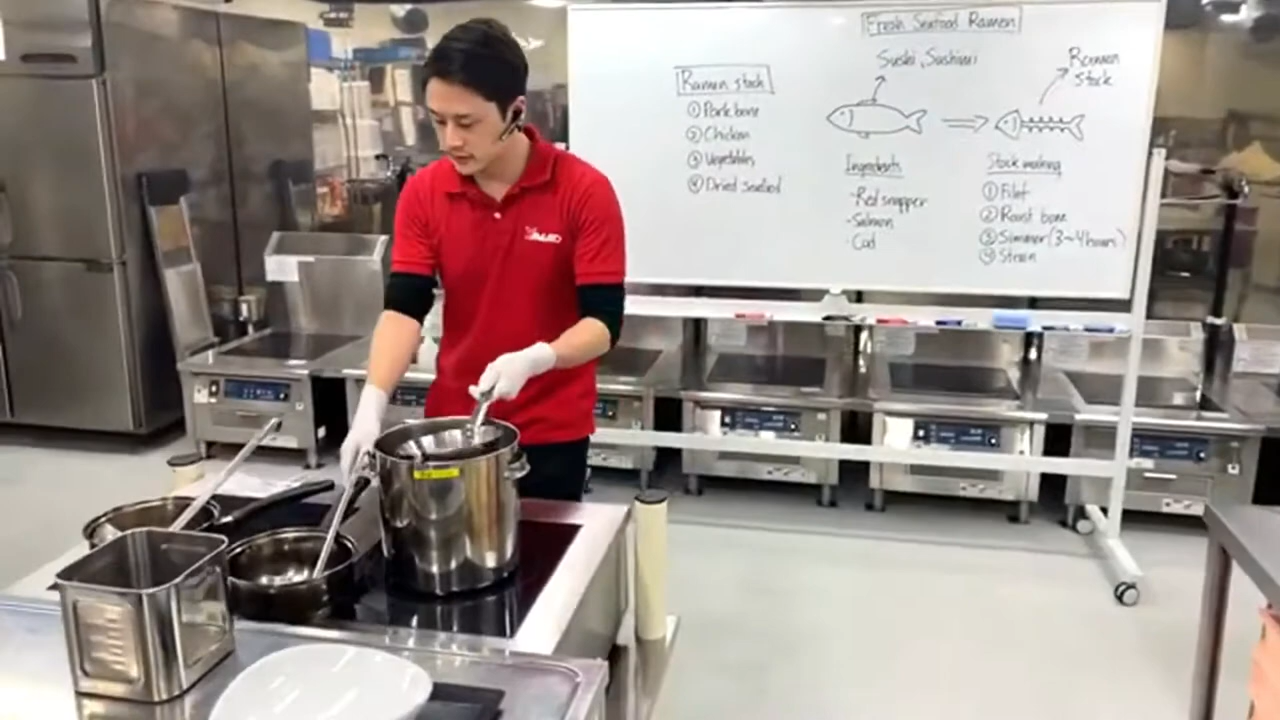 Fresh Seafood Ramen
Sushi, Sashimi
Ramen
Stock
Ramen stock
① Pork bone
② Chicken
③ Vegetables
④ Dried seafood
Ingredients
- Red snapper
- Salmon
- Cod
Stock making
① Filet
② Roast bone
③ Simmer (3~4 hours)
④ Strain